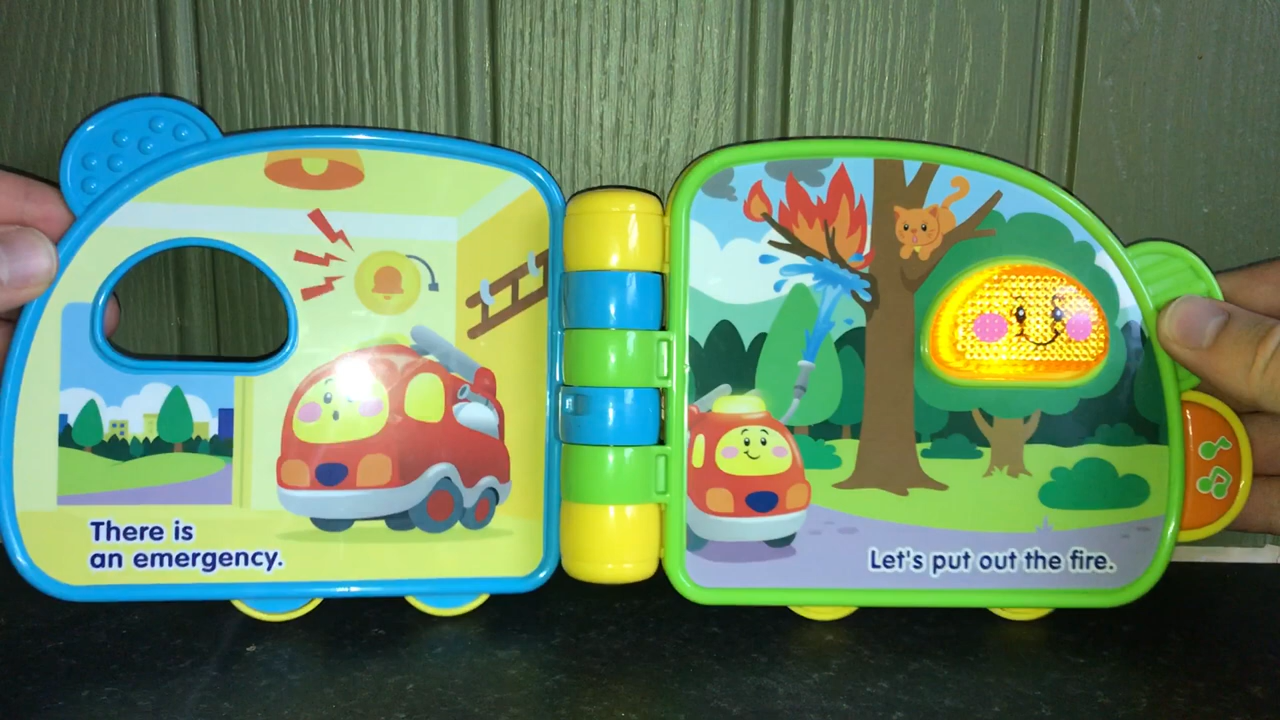 There is
an emergency.
Let's put out the fire.